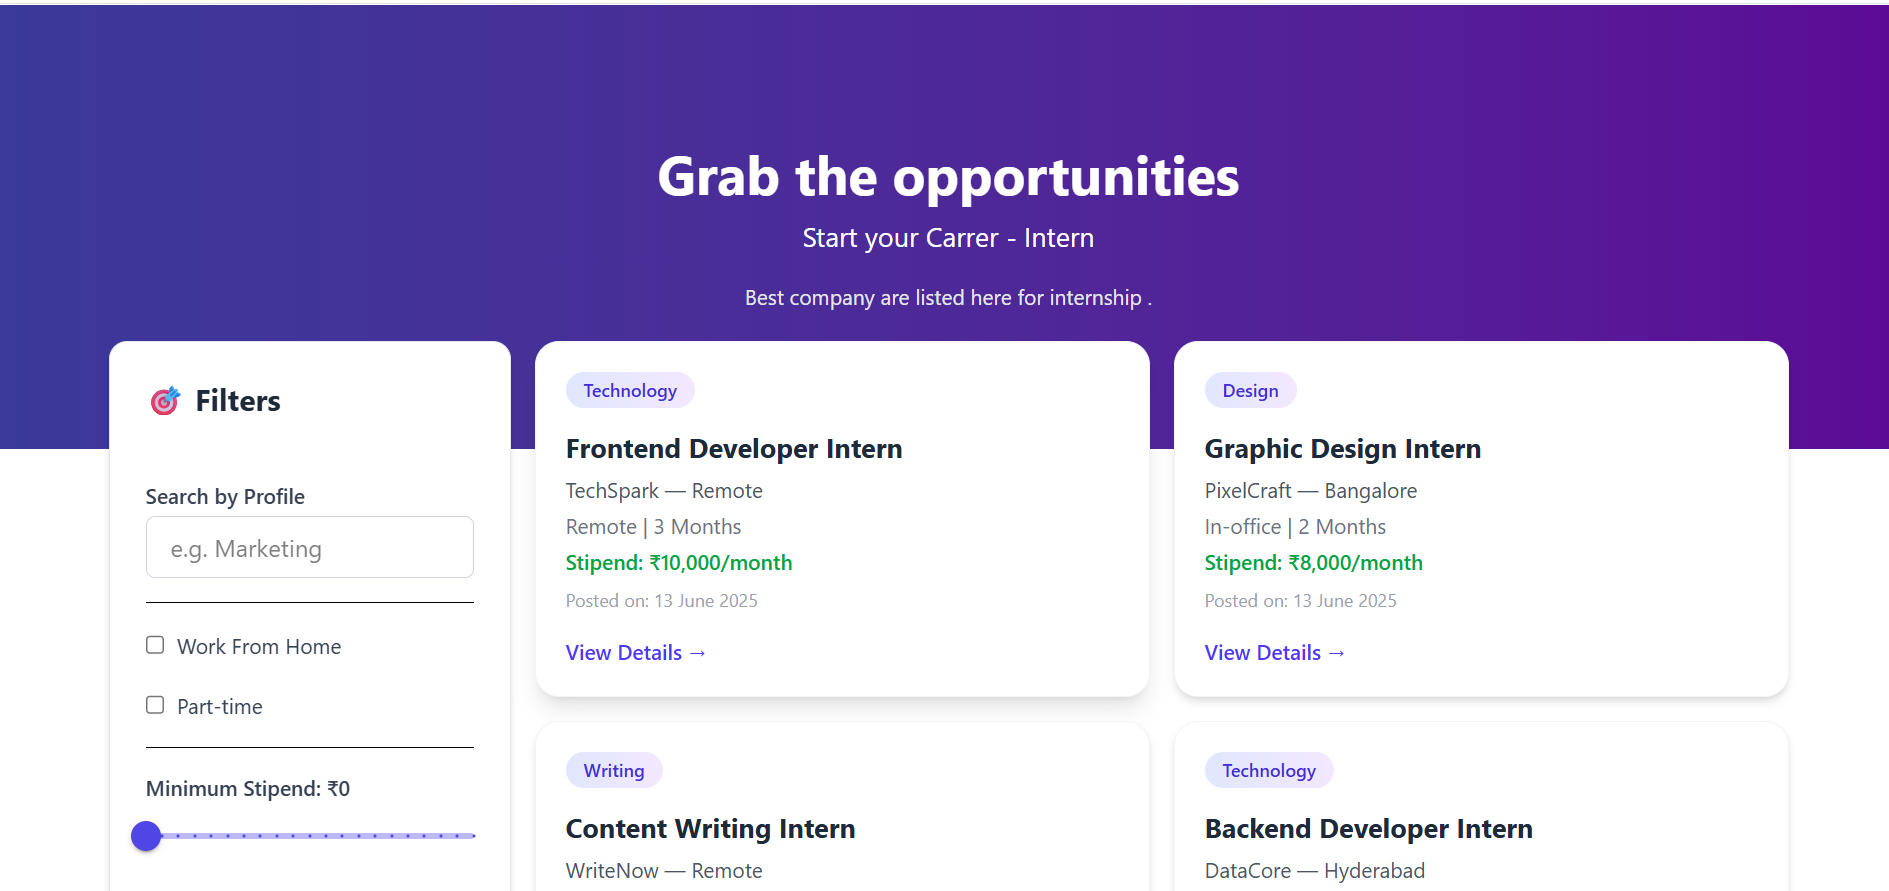 Grab the opportunities
Start your Carrer - Intern
Best company are listed here for internship .
Filters
Search by Profile
e.g. Marketing
Work From Home
Part-time
Minimum Stipend: ₹0
Technology
Frontend Developer Intern
TechSpark — Remote
Remote | 3 Months
Stipend: ₹10,000/month
Posted on: 13 June 2025
View Details →
Design
Graphic Design Intern
PixelCraft — Bangalore
In-office | 2 Months
Stipend: ₹8,000/month
Posted on: 13 June 2025
View Details →
Writing
Content Writing Intern
WriteNow — Remote
Technology
Backend Developer Intern
DataCore — Hyderabad